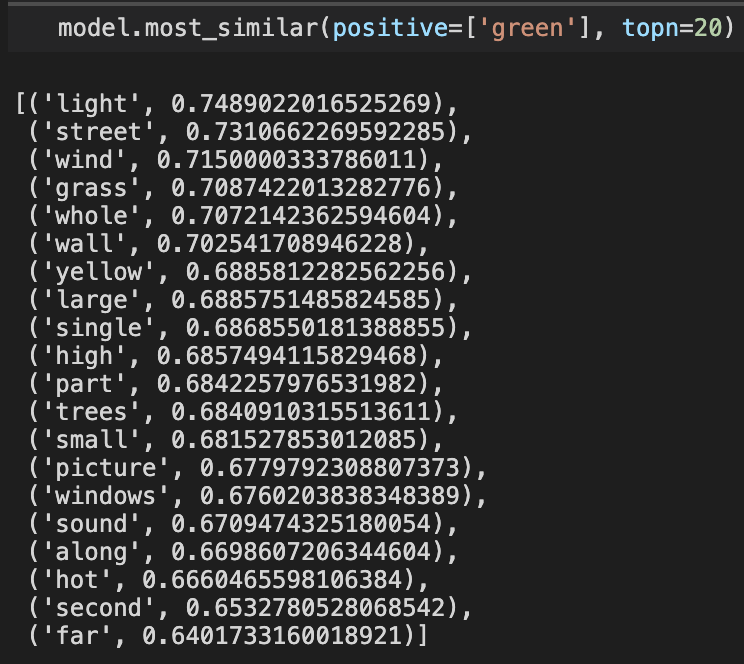 model.most_similar(positive=['green'], topn=20)
[('light', 0.7489022016525269),
('street', 0.7310662269592285),
('wind', 0.7150000333786011),
('grass', 0.7087422013282776),
('whole', 0.7072142362594604),
('wall', 0.702541708946228),
('yellow', 0.6885812282562256),
('large', 0.6885751485824585),
('single', 0.6868550181388855),
('high', 0.6857494115829468),
('part', 0.6842257976531982),
('trees', 0.6840910315513611),
('small', 0.681527853012085),
('picture', 0.6779792308807373),
('windows', 0.6760203838348389),
('sound', 0.6709474325180054),
('along', 0.6698607206344604),
('hot', 0.6660465598106384),
('second', 0.6532780528068542),
('far', 0.6401733160018921)]